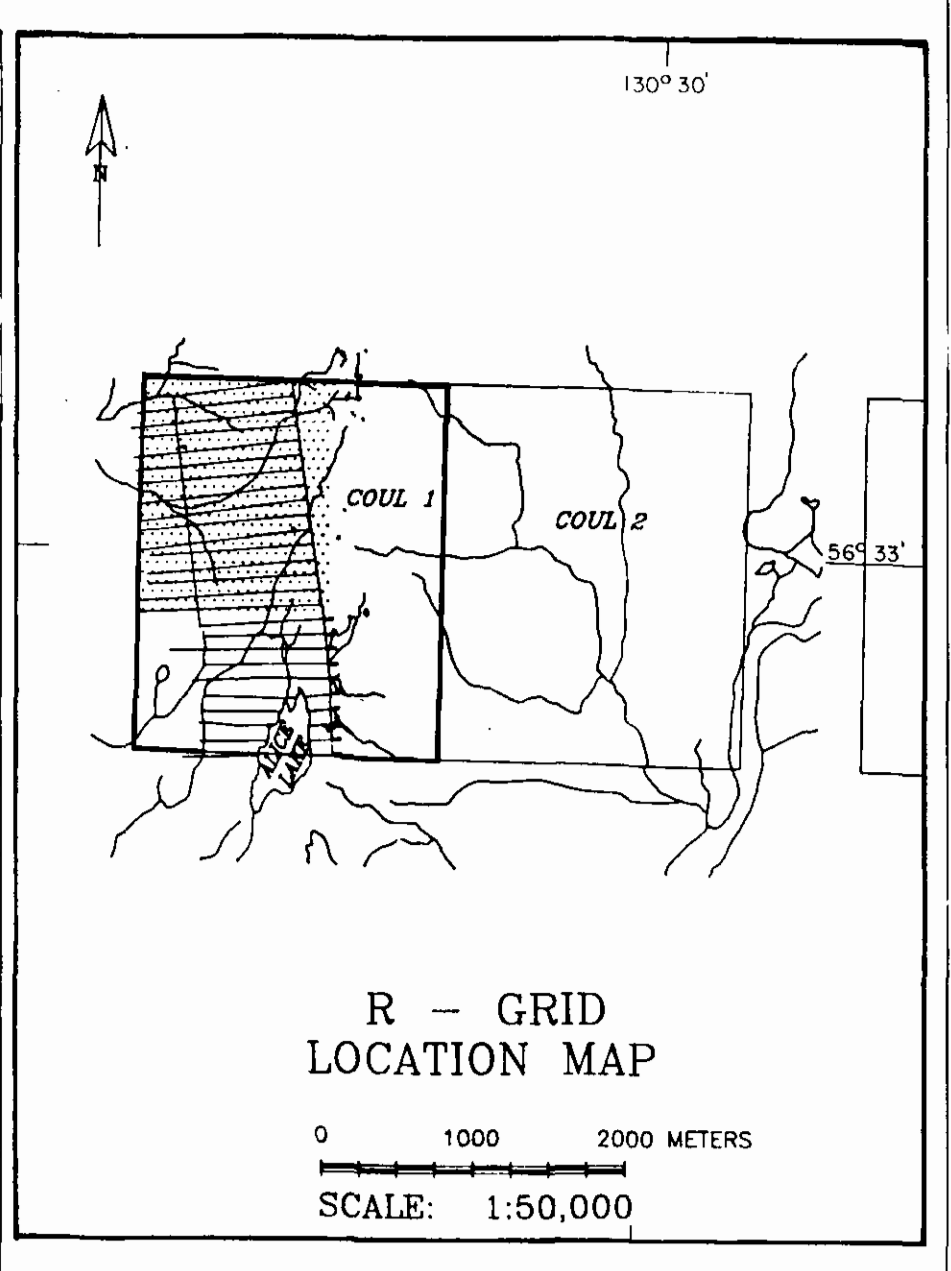 130° 30'
N
COUL 1
COUL 2
56° 33'
LAKE
R - GRID
LOCATION MAP
0 1000 2000 METERS
SCALE: 1:50,000